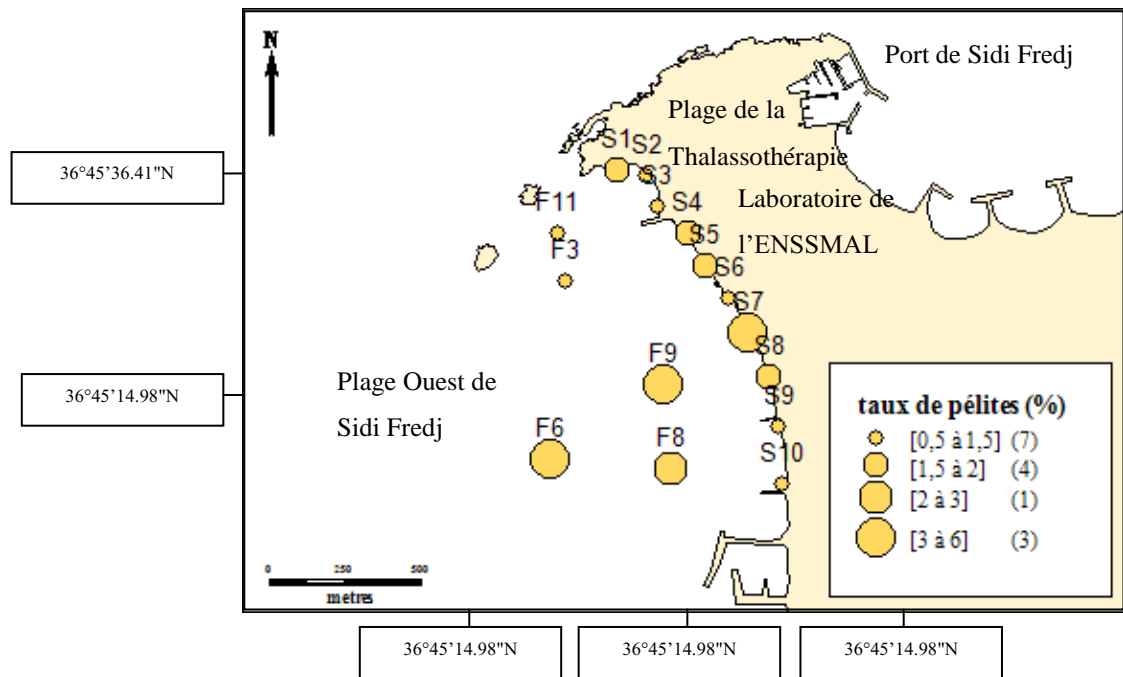 N
Port de Sidi Fredj
Plage de la
Thalassothérapie
S1
S2
S3
36°45'36.41"N
F11
S4
Laboratoire de
l'ENSSMAL
F3
S5
S6
S7
S8
F9
S9
36°45'14.98"N
Plage Ouest de
Sidi Fredj
F6
F8
S10
taux de pélites (%)
[0,5 à 1,5] (7)
[1,5 à 2] (4)
[2 à 3] (1)
[3 à 6] (3)
0 250 500
metres
36°45'14.98"N
36°45'14.98"N
36°45'14.98"N